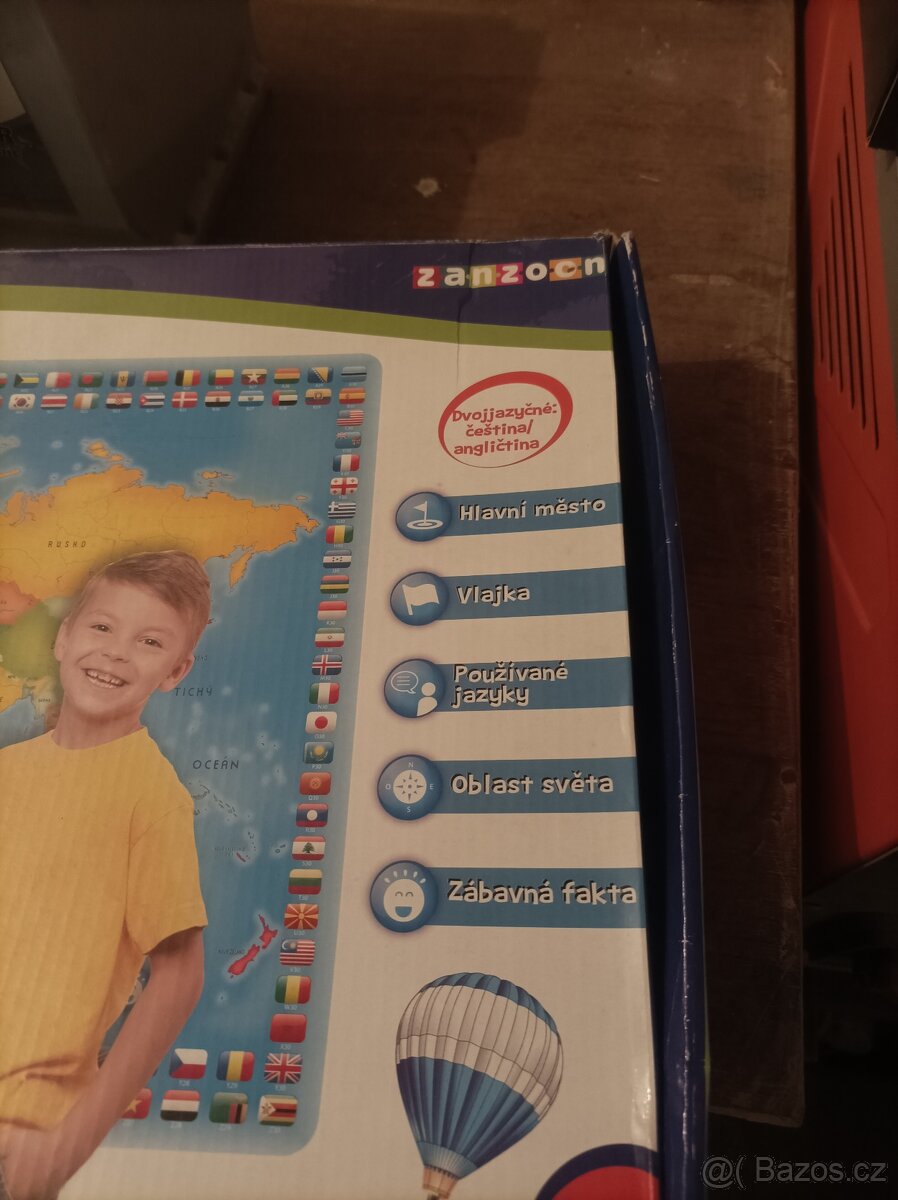 zanzoon
Dvojjazyčné:
čeština/
angličtina
Hlavní město
Vlajka
Používané
jazyky
Oblast světa
Zábavná fakta
RUSKO
TICHÝ
OCEÁN
N
O
E
S
@( Bazos.cz